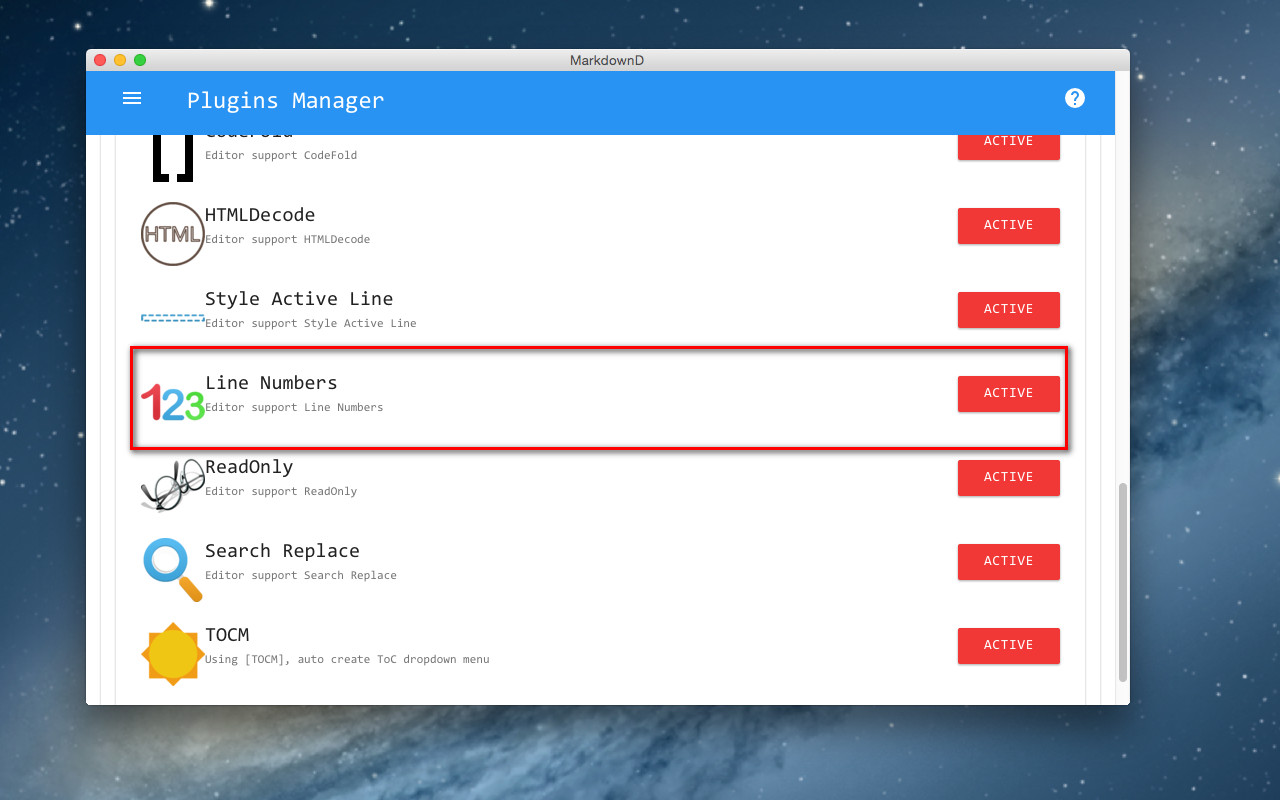 MarkdownD
Plugins Manager
?
CodeFold
ACTIVE
Editor support CodeFold
HTML
HTMLDecode
ACTIVE
Editor support HTMLDecode
Style Active Line
ACTIVE
Editor support Style Active Line
123
Line Numbers
ACTIVE
Editor support Line Numbers
ReadOnly
ACTIVE
Editor support ReadOnly
Search Replace
ACTIVE
Editor support Search Replace
TOCM
ACTIVE
Using [TOCM], auto create ToC dropdown menu